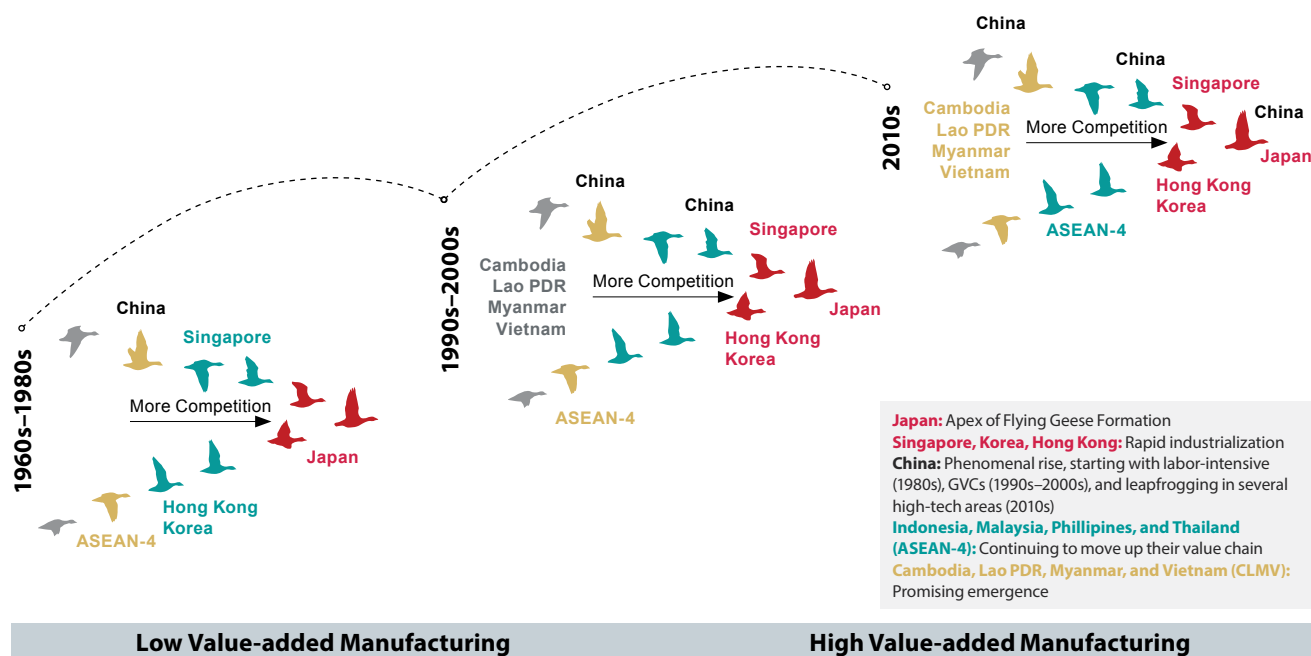 1960s–1980s
China
Singapore
More Competition
Japan
Hong Kong
Korea
ASEAN-4
1990s–2000s
China
China
Singapore
Cambodia
Lao PDR
Myanmar
Vietnam
More Competition
Japan
Hong Kong
Korea
ASEAN-4
2010s
China
China
Singapore
China
Cambodia
Lao PDR
Myanmar
Vietnam
More Competition
Japan
Hong Kong
Korea
ASEAN-4
Japan: Apex of Flying Geese Formation
Singapore, Korea, Hong Kong: Rapid industrialization
China: Phenomenal rise, starting with labor-intensive
(1980s), GVCs (1990s–2000s), and leapfrogging in several
high-tech areas (2010s)
Indonesia, Malaysia, Phillipines, and Thailand
(ASEAN-4): Continuing to move up their value chain
Cambodia, Lao PDR, Myanmar, and Vietnam (CLMV):
Promising emergence
Low Value-added Manufacturing
High Value-added Manufacturing